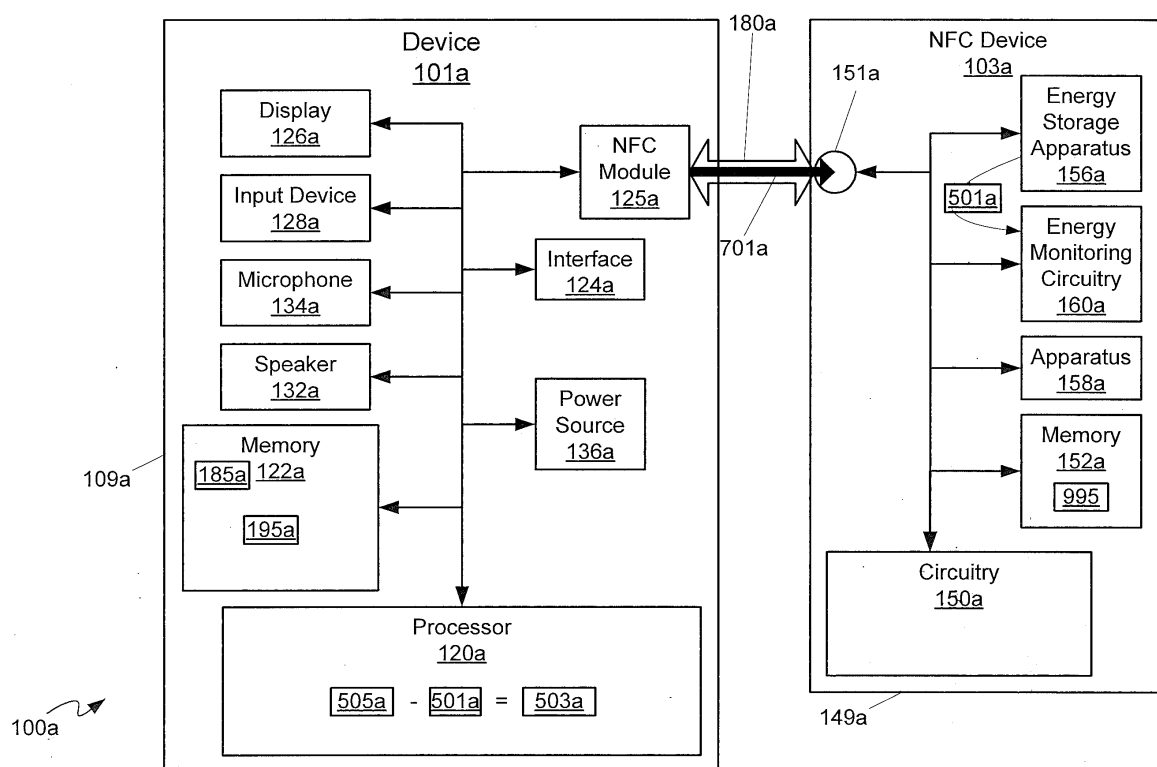 180a
Device
101a
NFC Device
103a
151a
Display
126a
NFC
Module
125a
Energy
Storage
Apparatus
156a
Input Device
128a
501a
701a
Energy
Monitoring
Circuitry
160a
Interface
124a
Microphone
134a
Speaker
132a
Apparatus
158a
Power
Source
136a
Memory
122a
185a
195a
109a
Memory
152a
995
Circuitry
150a
Processor
120a
505a - 501a = 503a
100a
149a